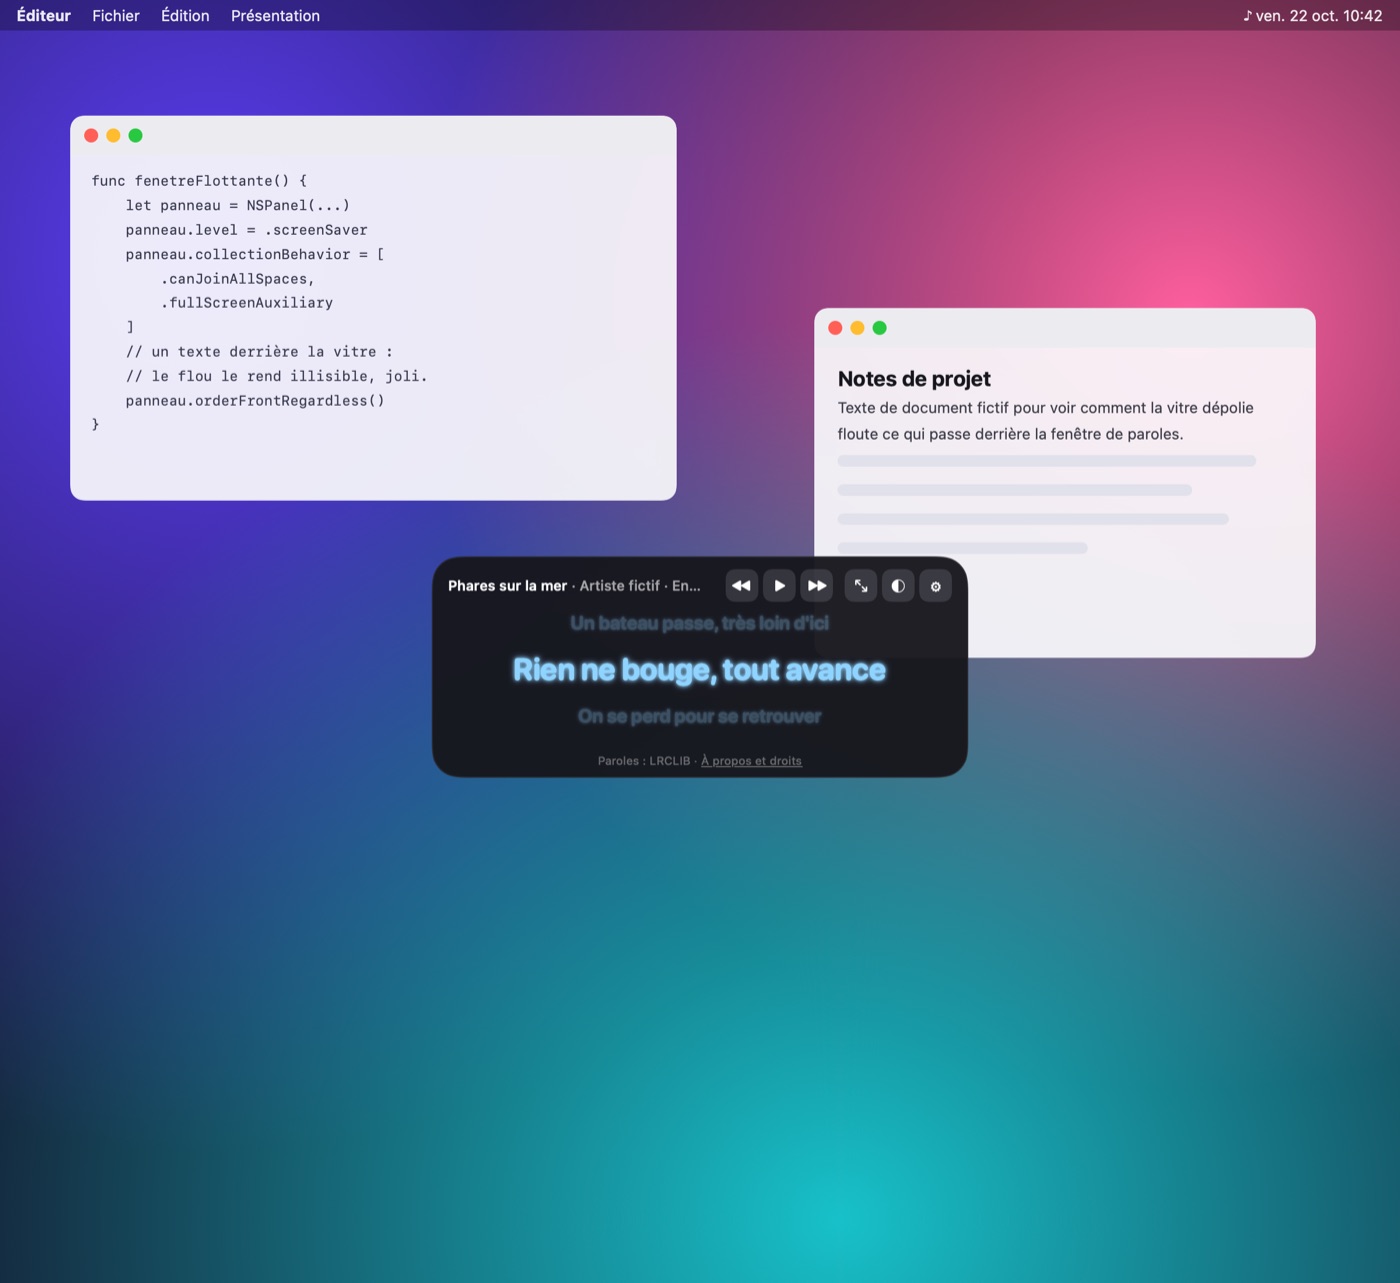 Éditeur Fichier Édition Présentation ♪ ven. 22 oct. 10:42
func fenetreFlottante() {
    let panneau = NSPanel(...)
    panneau.level = .screenSaver
    panneau.collectionBehavior = [
        .canJoinAllSpaces,
        .fullScreenAuxiliary
    ]
    // un texte derrière la vitre :
    // le flou le rend illisible, joli.
    panneau.orderFrontRegardless()
}
Notes de projet
Texte de document fictif pour voir comment la vitre dépolie
floute ce qui passe derrière la fenêtre de paroles.
Phares sur la mer · Artiste fictif · En...
Un bateau passe, très loin d'ici
Rien ne bouge, tout avance
On se perd pour se retrouver
Paroles : LRCLIB · À propos et droits